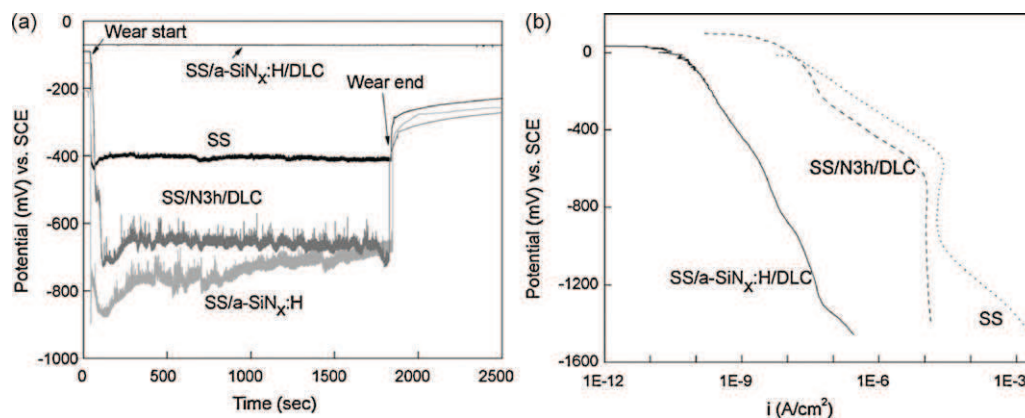 (a)
0
-200
-400
-600
-800
-1000
Potential (mV) vs. SCE
Wear start
SS/a-SiNₓ:H/DLC
Wear end
SS
SS/N3h/DLC
SS/a-SiNₓ:H
0
500
1000
1500
2000
2500
Time (sec)
(b)
0
-400
-800
-1200
-1600
Potential (mV) vs. SCE
SS/N3h/DLC
SS/a-SiNₓ:H/DLC
SS
1E-12
1E-9
1E-6
1E-3
i (A/cm²)